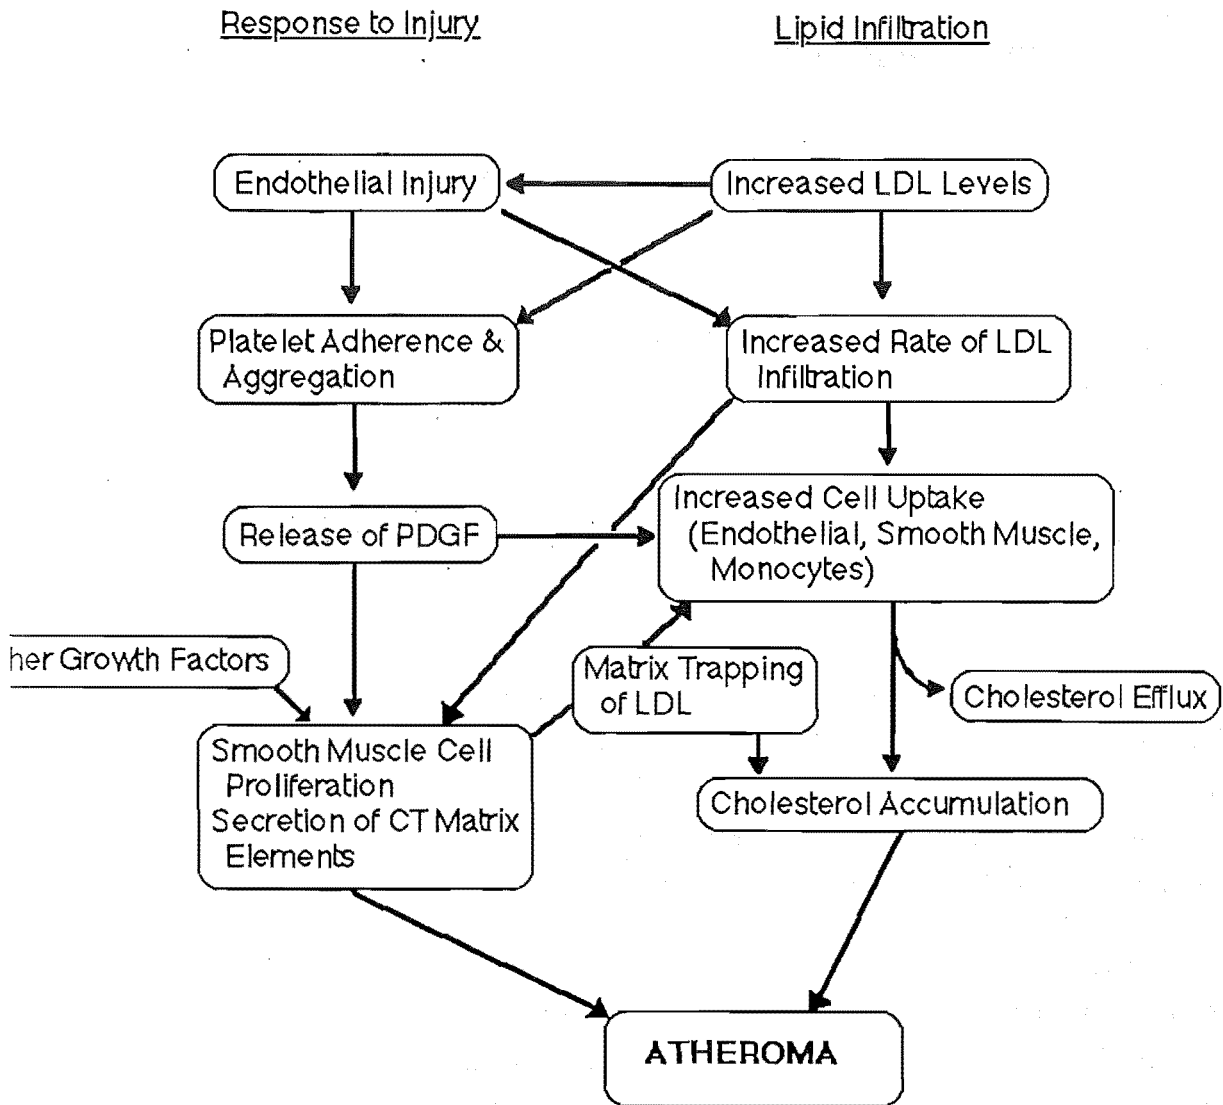 Response to Injury
Lipid Infiltration
Endothelial Injury
Increased LDL Levels
Platelet Adherence &
Aggregation
Increased Rate of LDL
Infiltration
Release of PDGF
Increased Cell Uptake
(Endothelial, Smooth Muscle,
Monocytes)
her Growth Factors
Matrix Trapping
of LDL
Cholesterol Efflux
Smooth Muscle Cell
Proliferation
Secretion of CT Matrix
Elements
Cholesterol Accumulation
ATHEROMA